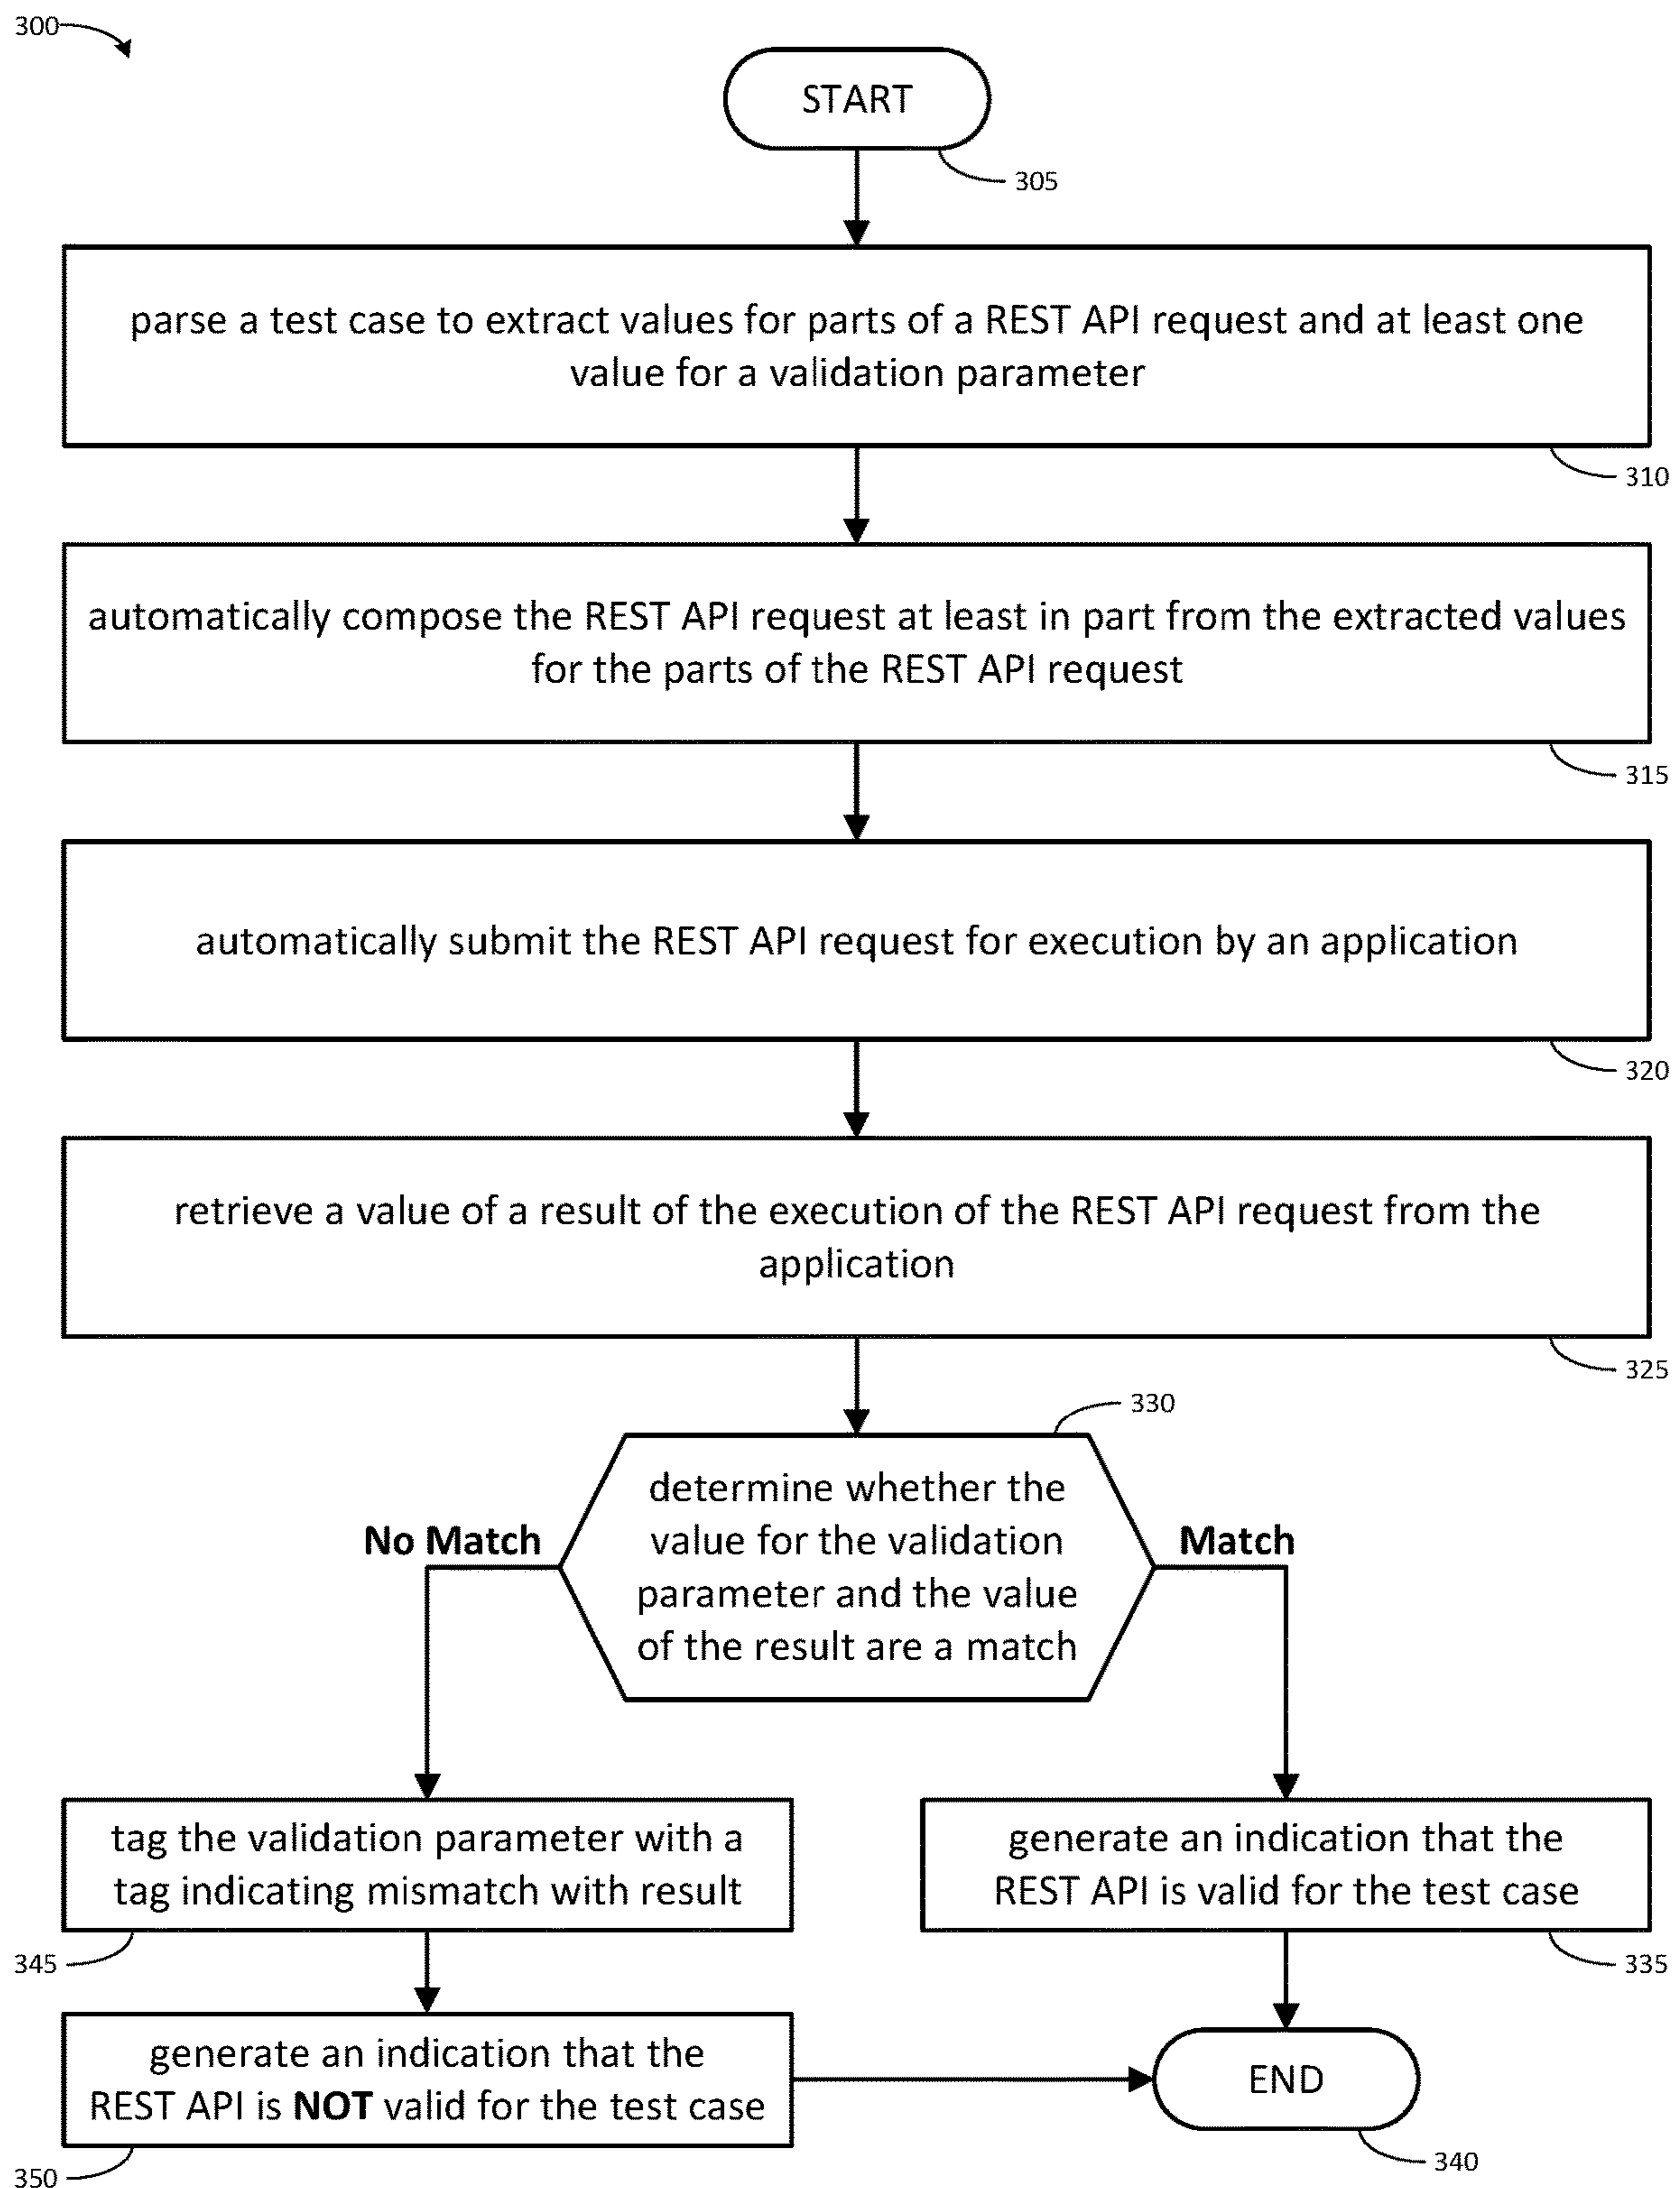 300
START
305
parse a test case to extract values for parts of a REST API request and at least one
value for a validation parameter
310
automatically compose the REST API request at least in part from the extracted values
for the parts of the REST API request
315
automatically submit the REST API request for execution by an application
320
retrieve a value of a result of the execution of the REST API request from the
application
325
330
determine whether the
value for the validation
parameter and the value
of the result are a match
No Match
Match
tag the validation parameter with a
tag indicating mismatch with result
345
generate an indication that the
REST API is valid for the test case
335
generate an indication that the
REST API is NOT valid for the test case
350
END
340